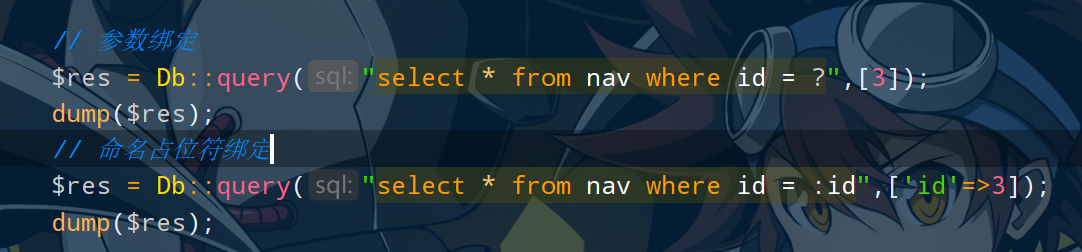 // 参数绑定
$res = Db::query( sql: "select * from nav where id = ?",[3]);
dump($res);
// 命名占位符绑定
$res = Db::query( sql: "select * from nav where id = :id",['id'=>3]);
dump($res);